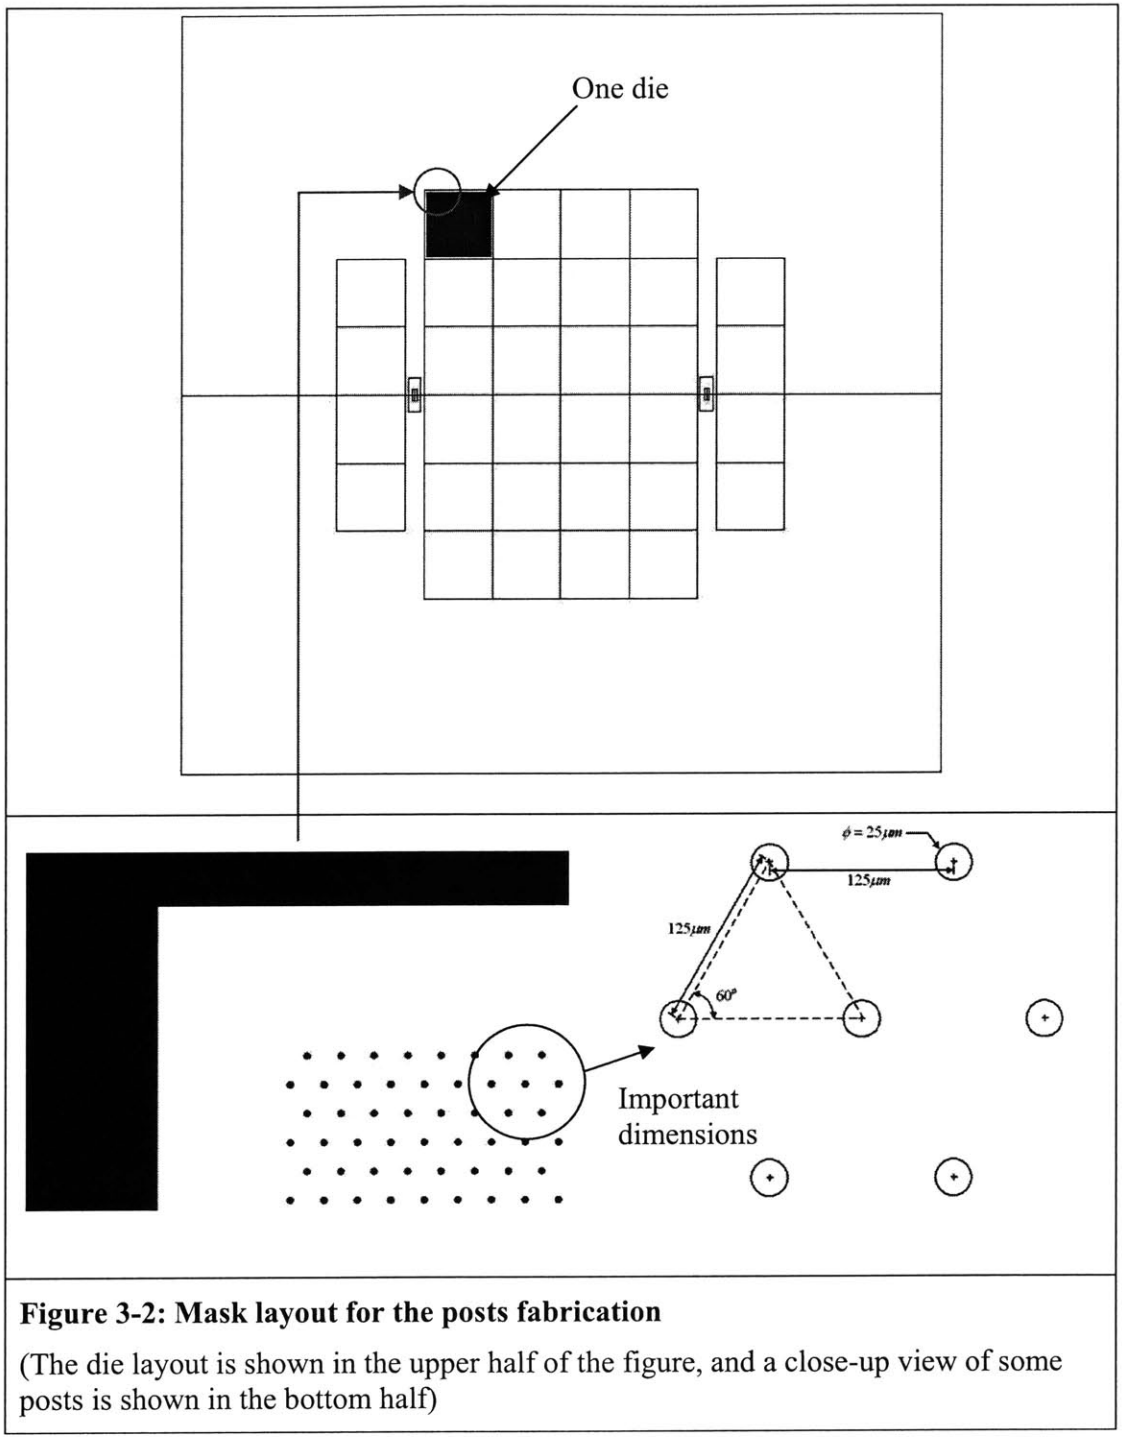 One die
ϕ = 25μm
125μm
125μm
60°
Important
dimensions
Figure 3-2: Mask layout for the posts fabrication
(The die layout is shown in the upper half of the figure, and a close-up view of some
posts is shown in the bottom half)